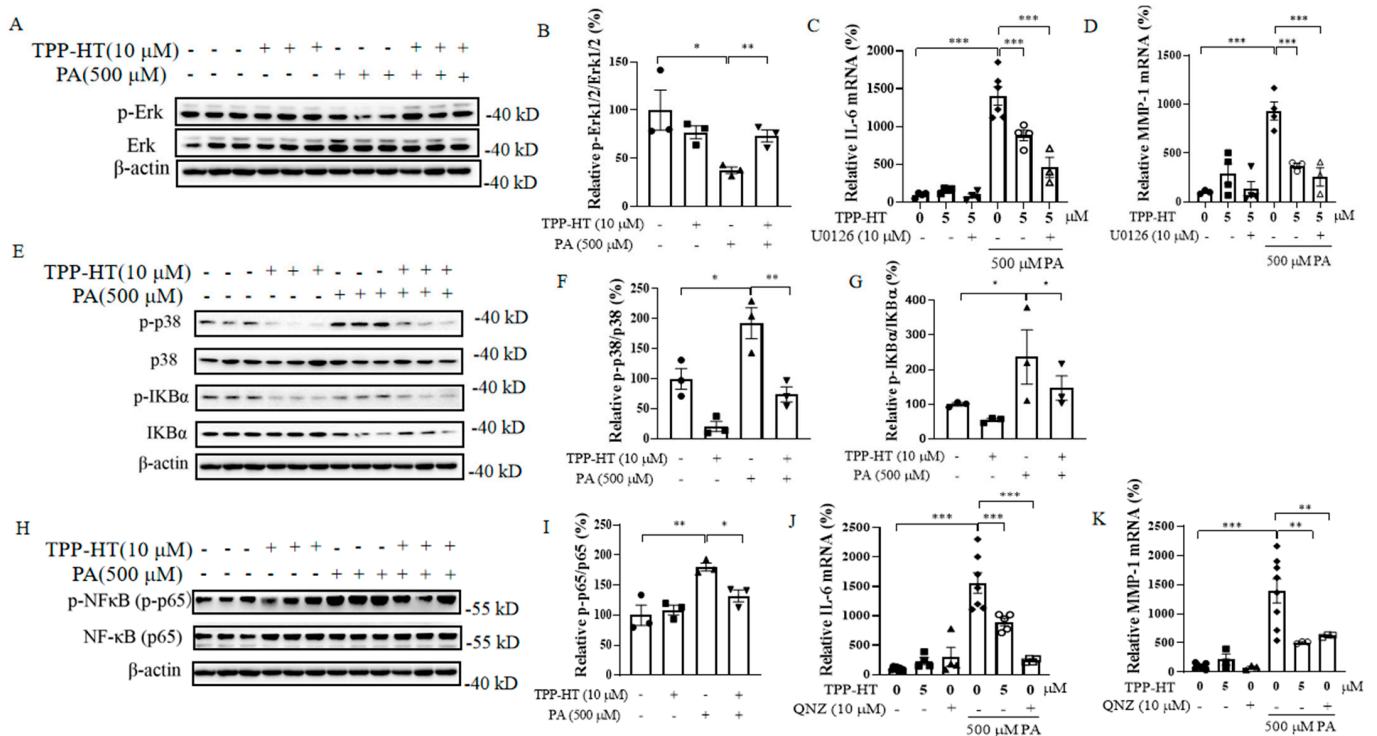 A
TPP-HT(10 μM) - - - + + + - - - + + +
PA(500 μM) - - - - - - + + + + + +
p-Erk
-40 kD
Erk
β-actin
-40 kD
-40 kD
B
Relative p-Erk1/2/Erk1/2 (%)
150
100
50
0
* **
TPP-HT (10 μM) - + - +
PA (500 μM) - - + +
C
Relative IL-6 mRNA (%)
2000
1500
1000
500
0
***
*** ***
TPP-HT 0 5 5 0 5 5 μM
U0126 (10 μM) - - + - - +
500 μM PA
D
Relative MMP-1 mRNA (%)
1500
1000
500
0
***
*** ***
TPP-HT 0 5 5 0 5 5 μM
U0126 (10 μM) - - + - - +
500 μM PA
E
TPP-HT(10 μM) - - - + + + - - - + + +
PA(500 μM) - - - - - - + + + + + +
p-p38
-40 kD
p38
-40 kD
p-IKBα
-40 kD
IKBα
-40 kD
β-actin
-40 kD
F
Relative p-p38/p38 (%)
250
200
150
100
50
0
* **
TPP-HT (10 μM) - + - +
PA (500 μM) - - + +
G
Relative p-IKBα/IKBα (%)
400
300
200
100
0
* *
TPP-HT (10 μM) - + - +
PA (500 μM) - - + +
H
TPP-HT(10 μM) - - - + + + - - - + + +
PA(500 μM) - - - - - - + + + + + +
p-NFκB (p-p65)
-55 kD
NF-κB (p65)
-55 kD
β-actin
-40 kD
I
Relative p-p65/p65 (%)
250
200
150
100
50
0
** *
TPP-HT (10 μM) - + - +
PA (500 μM) - - + +
J
Relative IL-6 mRNA (%)
2500
2000
1500
1000
500
0
***
*** ***
TPP-HT 0 5 0 0 5 0 μM
QNZ (10 μM) - - + - - +
500 μM PA
K
Relative MMP-1 mRNA (%)
2500
2000
1500
1000
500
0
**
*** **
TPP-HT 0 5 0 0 5 0 μM
QNZ (10 μM) - - + - - +
500 μM PA